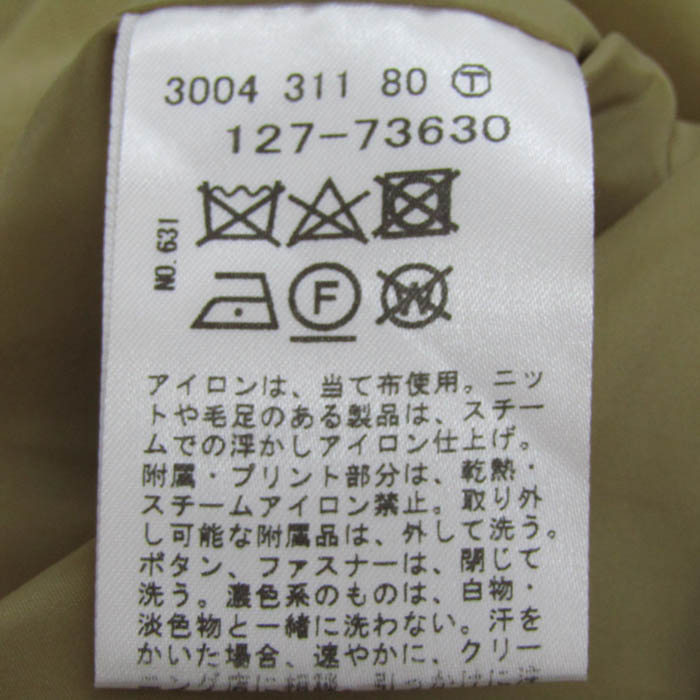 3004 311 80 Ⓣ
127-73630
NO.631
F
W
アイロンは、当て布使用。ニッ
トや毛足のある製品は、スチー
ムでの浮かしアイロン仕上げ。
附属・プリント部分は、乾熱・
スチームアイロン禁止。取り外
し可能な附属品は、外して洗う。
ボタン、ファスナーは、閉じて
洗う。濃色系のものは、白物・
淡色物と一緒に洗わない。汗を
かいた場合、速やかに、クリー